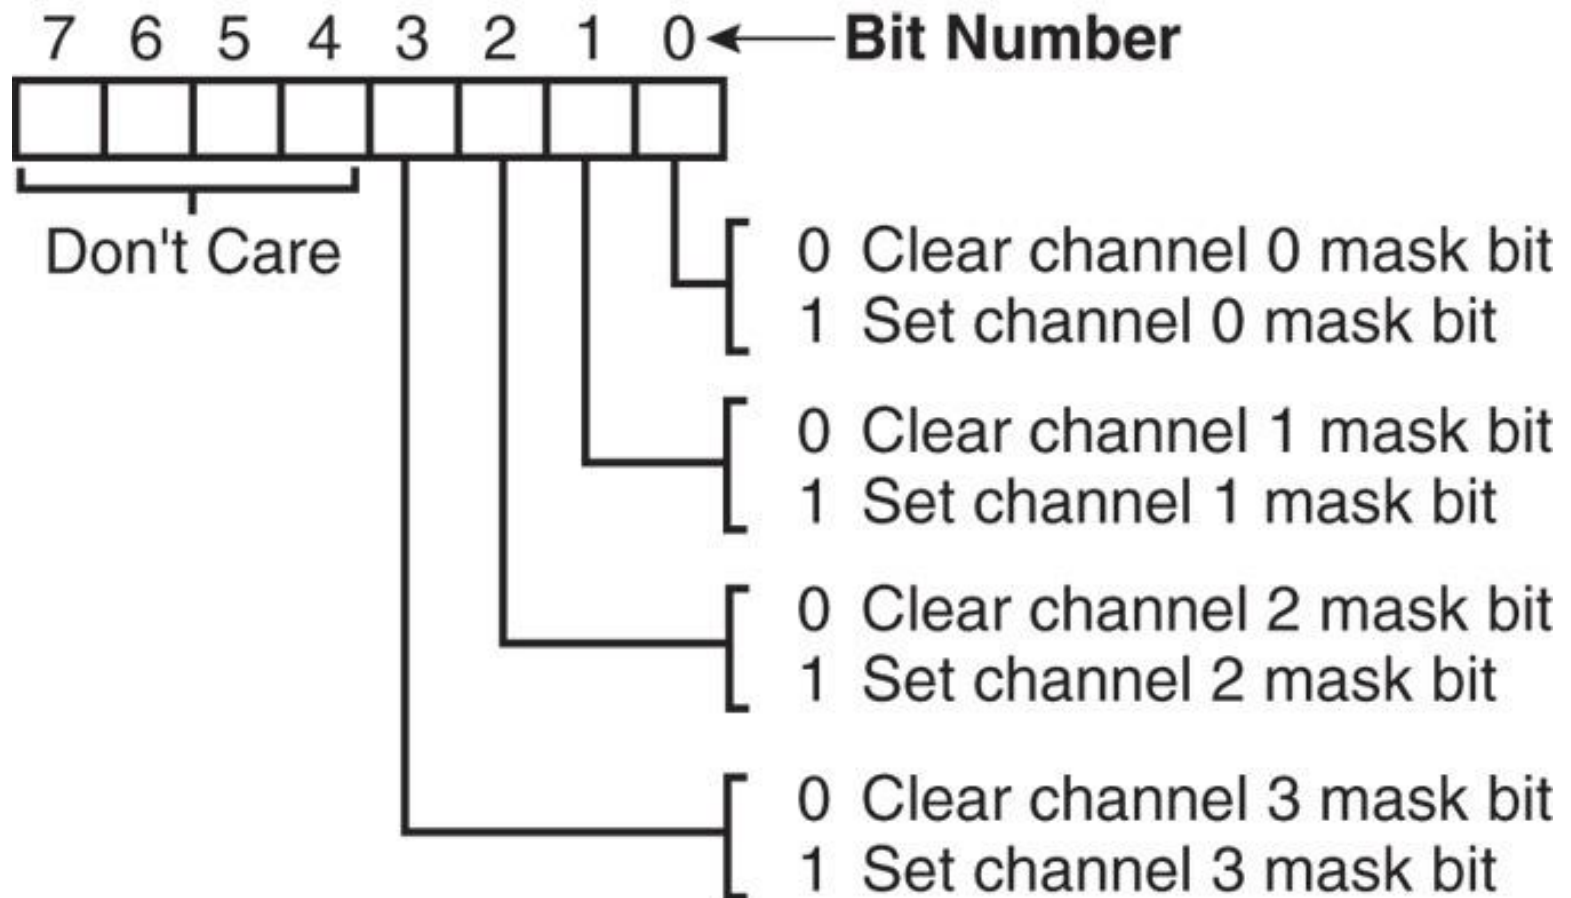 7 6 5 4 3 2 1 0 Bit Number
Don't Care
0 Clear channel 0 mask bit
1 Set channel 0 mask bit
0 Clear channel 1 mask bit
1 Set channel 1 mask bit
0 Clear channel 2 mask bit
1 Set channel 2 mask bit
0 Clear channel 3 mask bit
1 Set channel 3 mask bit